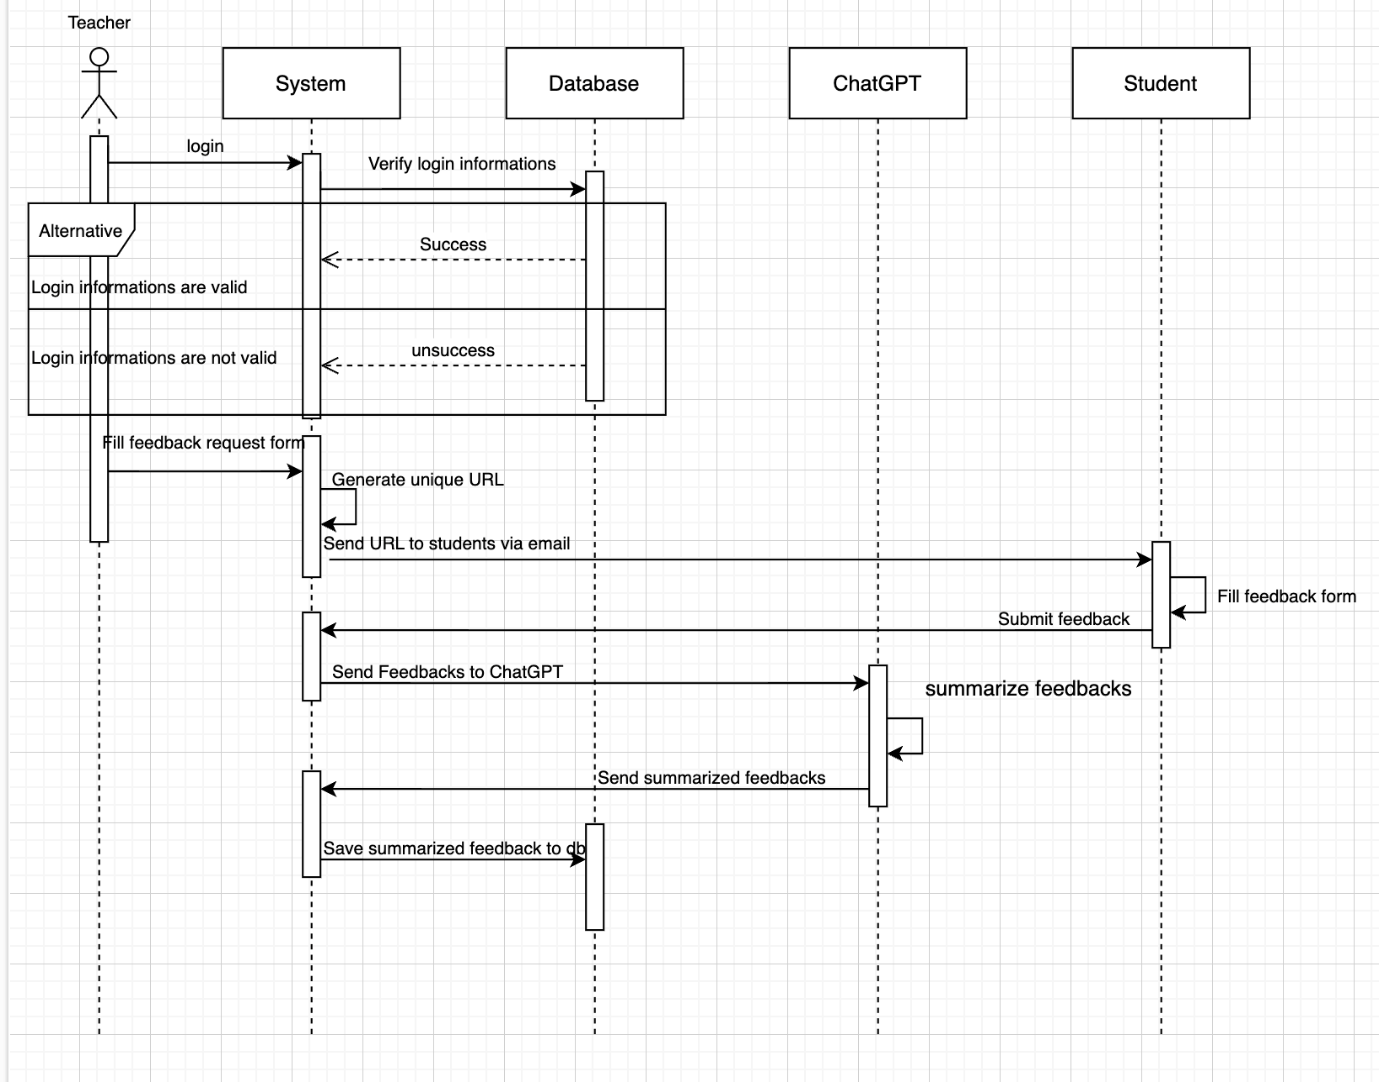 Teacher
System
Database
ChatGPT
Student
login
Verify login informations
Alternative
Success
Login informations are valid
unsuccess
Login informations are not valid
Fill feedback request form
Generate unique URL
Send URL to students via email
Fill feedback form
Submit feedback
Send Feedbacks to ChatGPT
summarize feedbacks
Send summarized feedbacks
Save summarized feedback to db